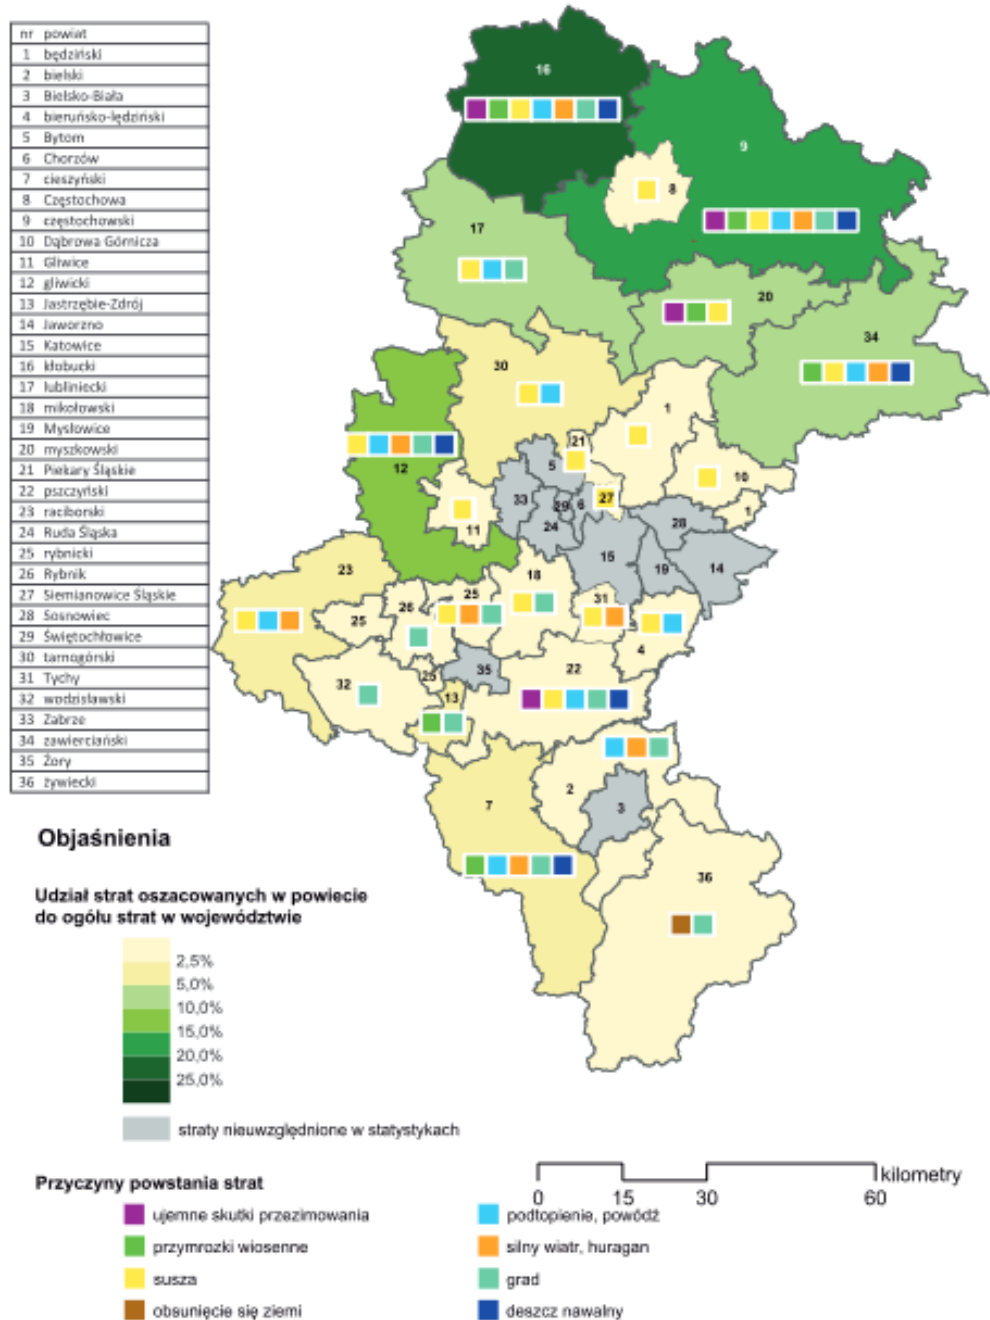 nr powiat
1 będziński
2 bielski
3 Bielsko-Biała
4 bieruńsko-lędziński
5 Bytom
6 Chorzów
7 cieszyński
8 Częstochowa
9 częstochowski
10 Dąbrowa Górnicza
11 Gliwice
12 gliwicki
13 Jastrzębie-Zdrój
14 Jaworzno
15 Katowice
16 kłobucki
17 lubliniecki
18 mikołowski
19 Mysłowice
20 myszkowski
21 Piekary Śląskie
22 pszczyński
23 raciborski
24 Ruda Śląska
25 rybnicki
26 Rybnik
27 Siemianowice Śląskie
28 Sosnowiec
29 Świętochłowice
30 tarnogórski
31 Tychy
32 wodzisławski
33 Zabrze
34 zawierciański
35 Żory
36 żywiecki
16
9
8
17
20
34
30
1
21
5
10
12
33
29
6
27
1
11
24
28
15
19
14
23
18
25
26
31
25
4
22
35
25
32
13
2
7
3
36
Objaśnienia
Udział strat oszacowanych w powiecie
do ogółu strat w województwie
2,5%
5,0%
10,0%
15,0%
20,0%
25,0%
straty nieuwzględnione w statystykach
kilometry
0 15 30 60
Przyczyny powstania strat
ujemne skutki przezimowania
przymrozki wiosenne
susza
obsunięcie się ziemi
podtopienie, powódź
silny wiatr, huragan
grad
deszcz nawalny